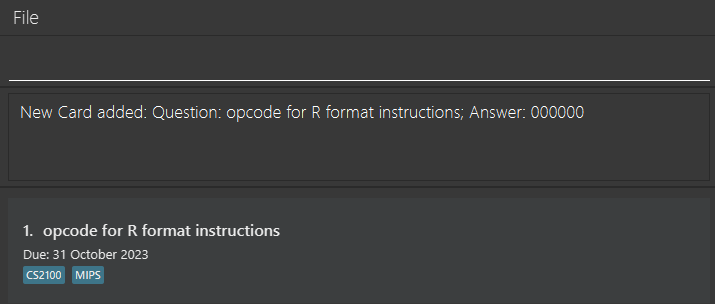 File
New Card added: Question: opcode for R format instructions; Answer: 000000
1. opcode for R format instructions
Due: 31 October 2023
CS2100 MIPS